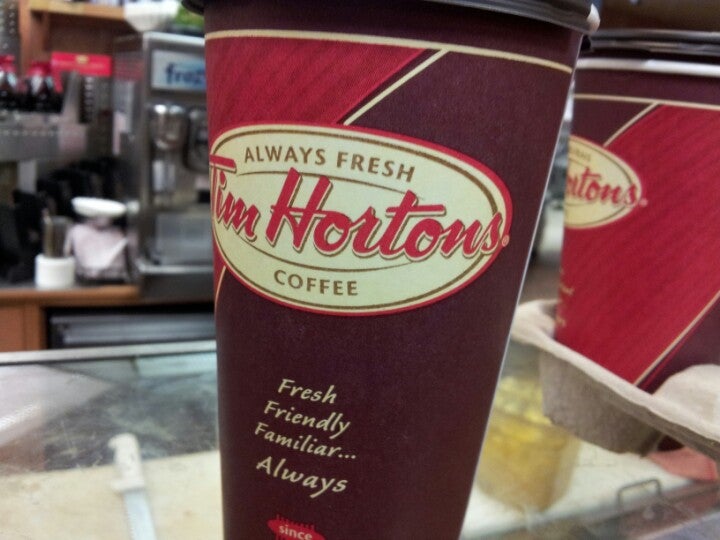 ALWAYS FRESH
Tim Hortons
COFFEE
Fresh
Friendly
Familiar...
Always
since